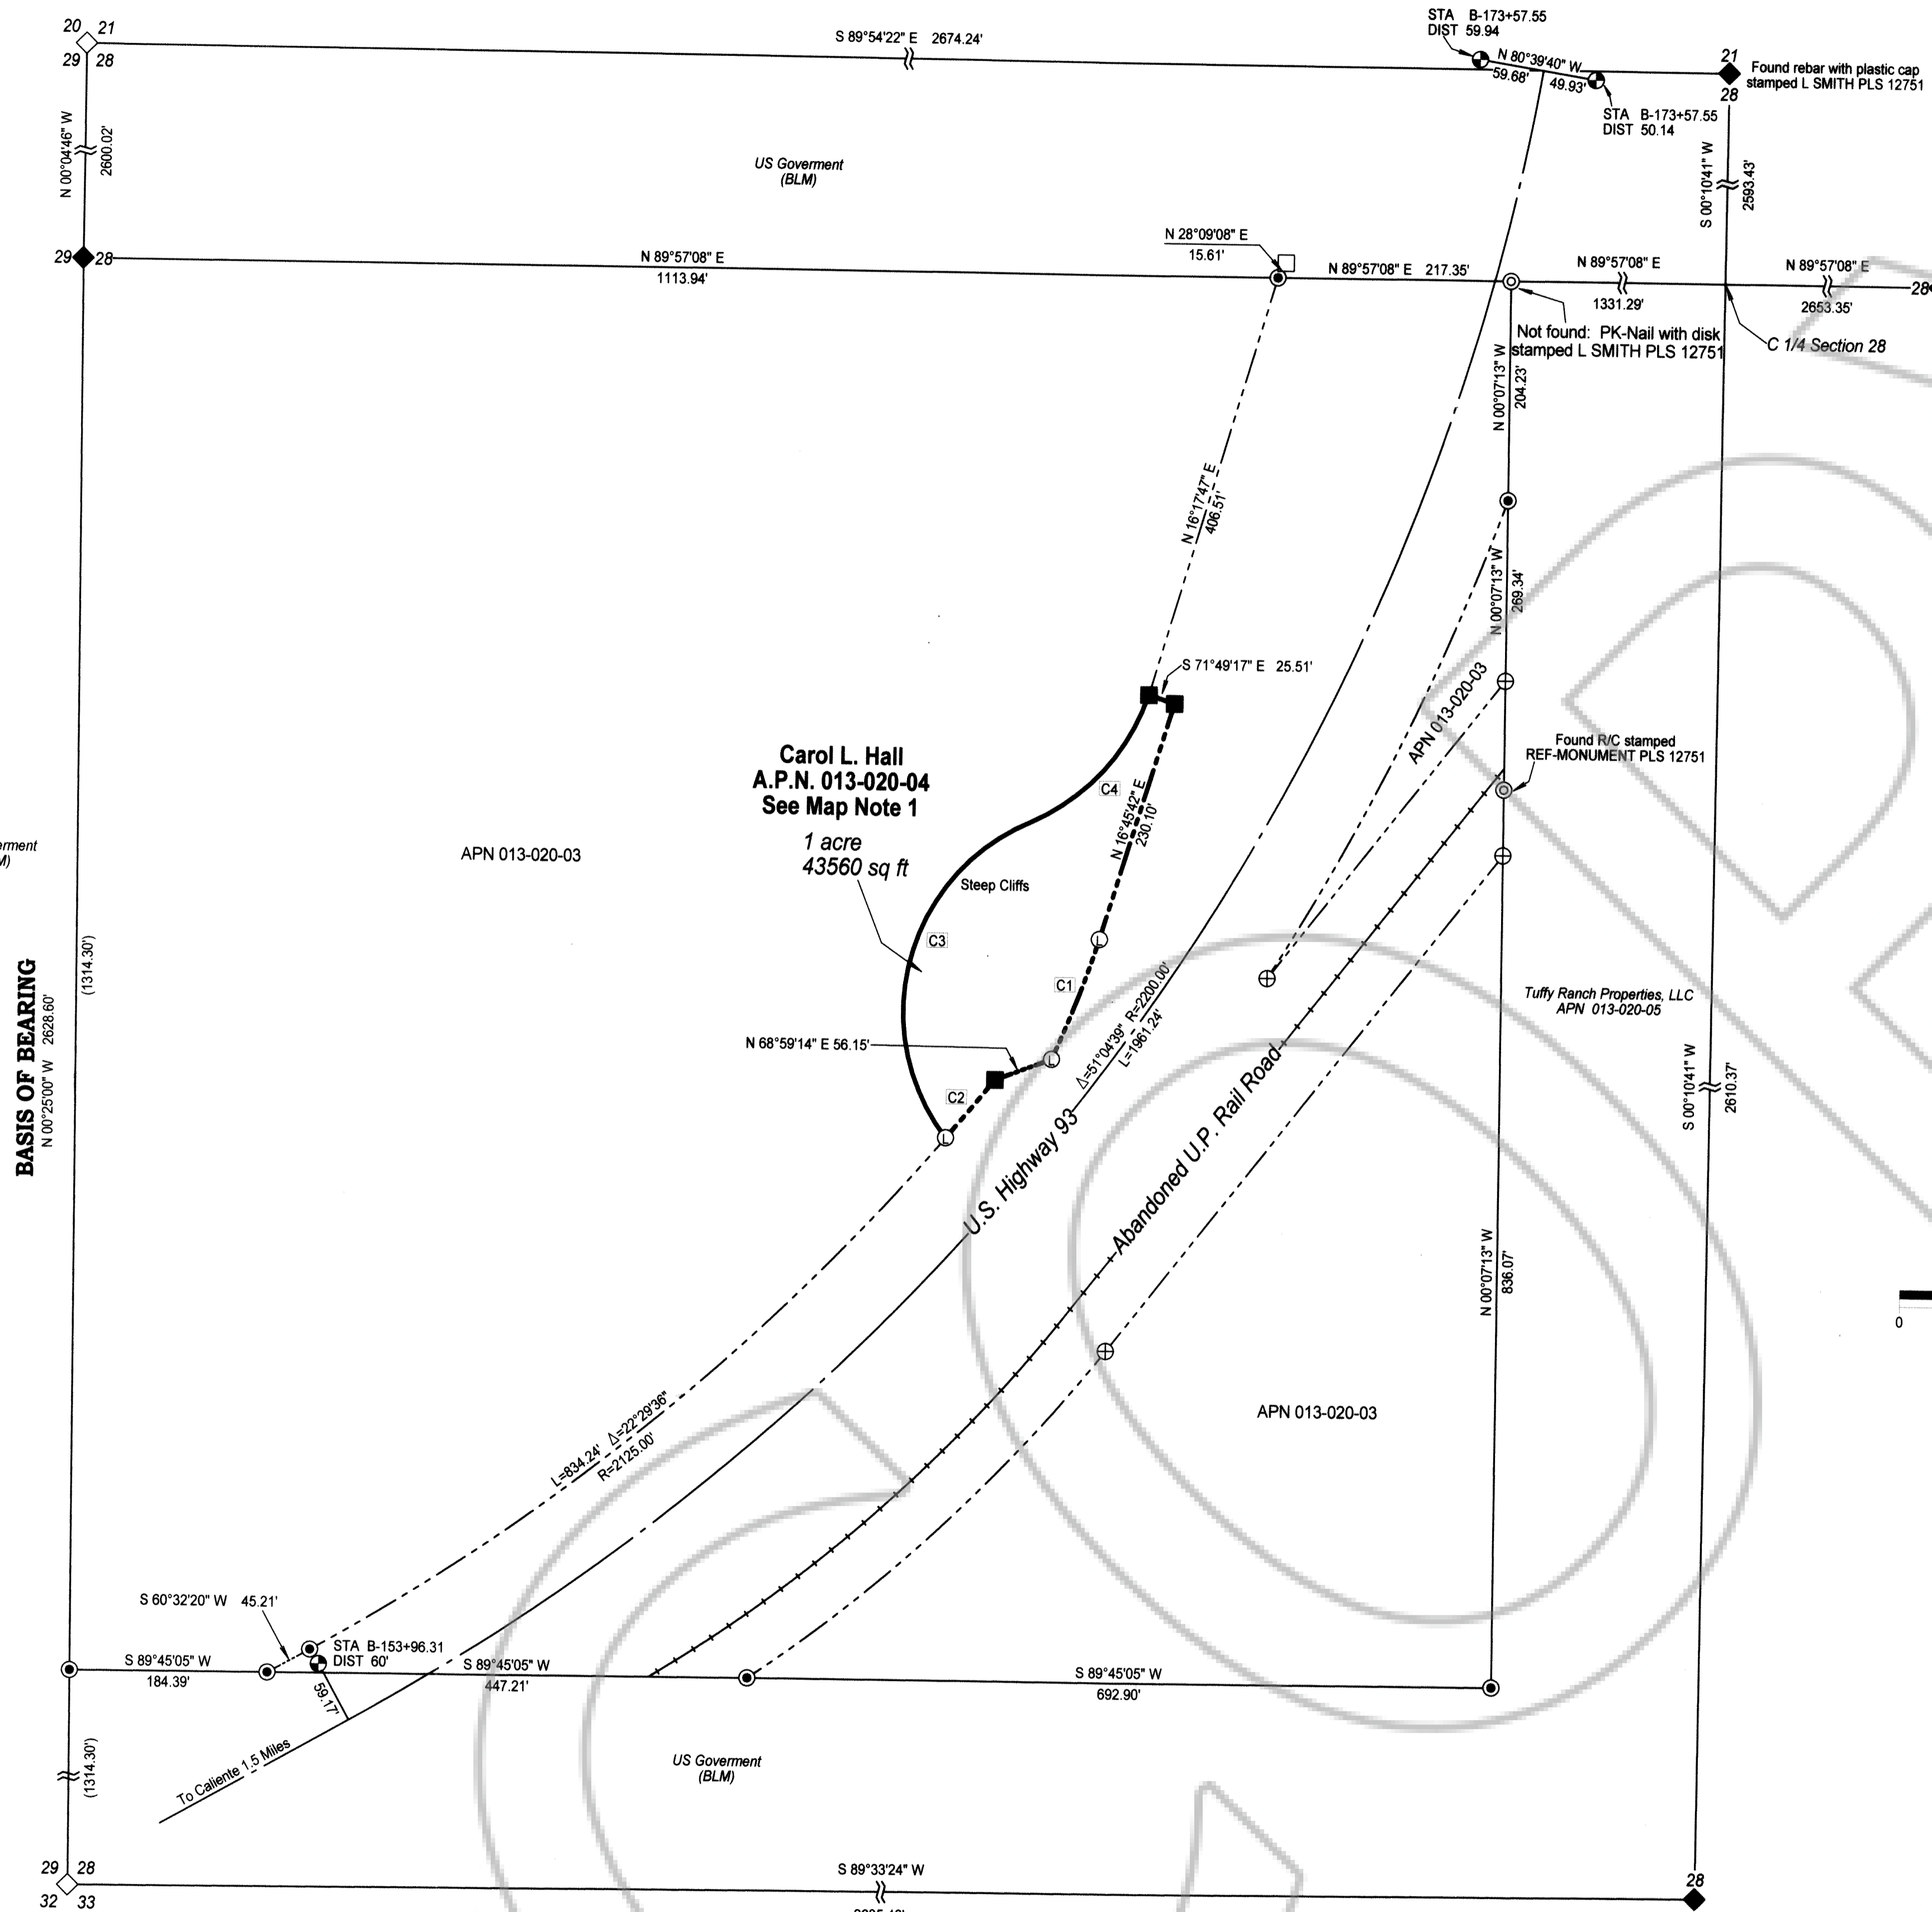 20 21
29 28
S 89°54'22" E 2674.24'
STA B-173+57.55
DIST 59.94
N 80°39'40" W
59.68'
49.93'
STA B-173+57.55
DIST 50.14
21
28
Found rebar with plastic cap
stamped L SMITH PLS 12751
N 00°04'46" W
2600.02'
US Goverment
(BLM)
S 00°10'41" W
2593.43'
29 28
N 89°57'08" E
1113.94'
N 28°09'08" E
15.61'
N 89°57'08" E 217.35'
N 89°57'08" E
1331.29'
N 89°57'08" E
2653.35'
28
Not found: PK-Nail with disk
stamped L SMITH PLS 12751
C 1/4 Section 28
N 00°07'13" W
204.23'
N 16°17'47" E
406.51'
N 00°07'13" W
269.34'
S 71°49'17" E 25.51'
APN 013-020-03
Found R/C stamped
REF-MONUMENT PLS 12751
Carol L. Hall
A.P.N. 013-020-04
See Map Note 1
1 acre
43560 sq ft
C4
N 16°45'42" E
230.10'
erment
M)
APN 013-020-03
Steep Cliffs
C3
L
C1
BASIS OF BEARING
N 00°25'00" W 2628.60'
(1314.30')
N 68°59'14" E 56.15'
L
C2
L
Δ=51°04'39" R=2200.00'
L=1961.24'
U.S. Highway 93
Abandoned U.P. Rail Road
Tuffy Ranch Properties, LLC
APN 013-020-05
S 00°10'41" W
2610.37'
N 00°07'13" W
836.07'
0
L=834.24' Δ=22°29'36"
R=2125.00'
APN 013-020-03
S 60°32'20" W 45.21'
STA B-153+96.31
DIST 60'
S 89°45'05" W
184.39'
59.17'
S 89°45'05" W
447.21'
S 89°45'05" W
692.90'
To Caliente 1.5 Miles
(1314.30')
US Goverment
(BLM)
29 28
32 33
S 89°33'24" W
28